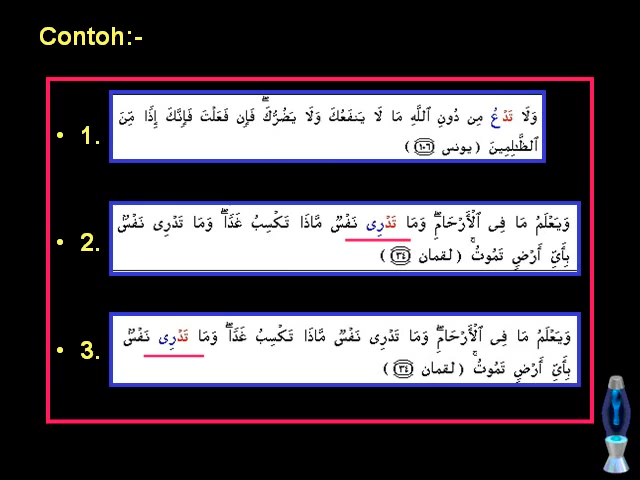 Contoh:-
• 1. وَلَا تَدْعُ مِن دُونِ ٱللَّهِ مَا لَا يَنفَعُكَ وَلَا يَضُرُّكَ ۖ فَإِن فَعَلْتَ فَإِنَّكَ إِذًا مِّنَ
ٱلظَّـٰلِمِينَ ( يونس ١٠٦ )
• 2. وَيَعْلَمُ مَا فِى ٱلْأَرْحَامِ ۖ وَمَا تَدْرِى نَفْسٌ مَّاذَا تَكْسِبُ غَدًا ۖ وَمَا تَدْرِى نَفْسٌۢ
بِأَىِّ أَرْضٍ تَمُوتُ ۚ ( لقمان ٣٤ )
• 3. وَيَعْلَمُ مَا فِى ٱلْأَرْحَامِ ۖ وَمَا تَدْرِى نَفْسٌ مَّاذَا تَكْسِبُ غَدًا ۖ وَمَا تَدْرِى نَفْسٌۢ
بِأَىِّ أَرْضٍ تَمُوتُ ۚ ( لقمان ٣٤ )